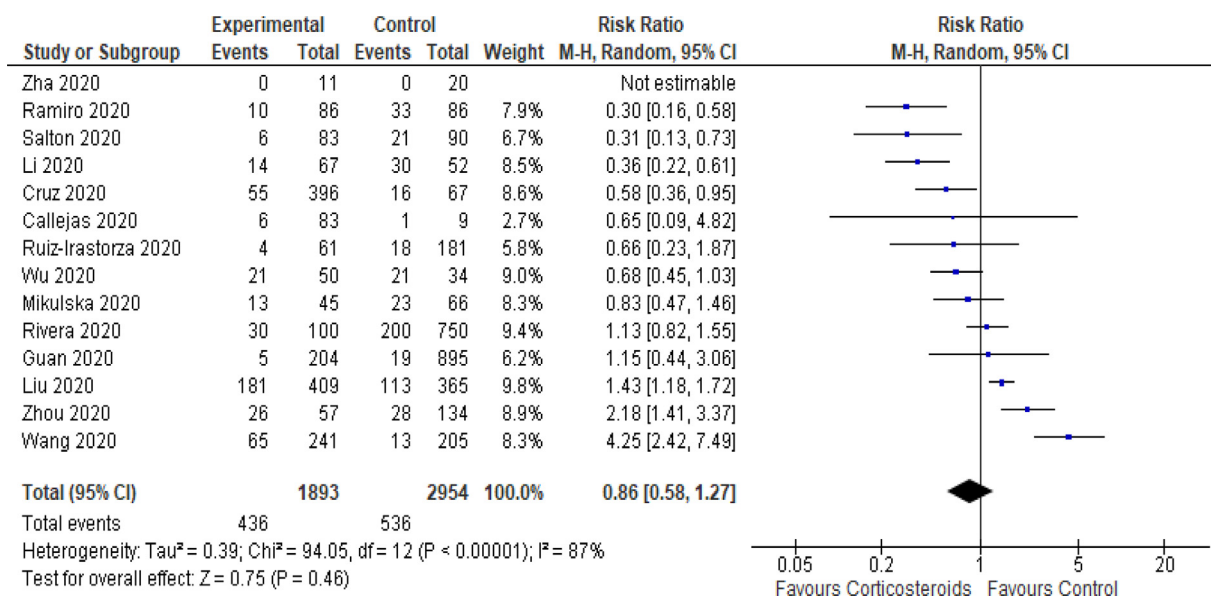 Experimental Control Risk Ratio Risk Ratio
Study or Subgroup Events Total Events Total Weight M-H, Random, 95% CI M-H, Random, 95% CI
Zha 2020 0 11 0 20 Not estimable
Ramiro 2020 10 86 33 86 7.9% 0.30 [0.16, 0.58]
Salton 2020 6 83 21 90 6.7% 0.31 [0.13, 0.73]
Li 2020 14 67 30 52 8.5% 0.36 [0.22, 0.61]
Cruz 2020 55 396 16 67 8.6% 0.58 [0.36, 0.95]
Callejas 2020 6 83 1 9 2.7% 0.65 [0.09, 4.82]
Ruiz-Irastorza 2020 4 61 18 181 5.8% 0.66 [0.23, 1.87]
Wu 2020 21 50 21 34 9.0% 0.68 [0.45, 1.03]
Mikulska 2020 13 45 23 66 8.3% 0.83 [0.47, 1.46]
Rivera 2020 30 100 200 750 9.4% 1.13 [0.82, 1.55]
Guan 2020 5 204 19 895 6.2% 1.15 [0.44, 3.06]
Liu 2020 181 409 113 365 9.8% 1.43 [1.18, 1.72]
Zhou 2020 26 57 28 134 8.9% 2.18 [1.41, 3.37]
Wang 2020 65 241 13 205 8.3% 4.25 [2.42, 7.49]
Total (95% CI) 1893 2954 100.0% 0.86 [0.58, 1.27]
Total events 436 536
Heterogeneity: Tau² = 0.39; Chi² = 94.05, df = 12 (P < 0.00001); I² = 87%
Test for overall effect: Z = 0.75 (P = 0.46)
0.05 0.2 1 5 20
Favours Corticosteroids Favours Control